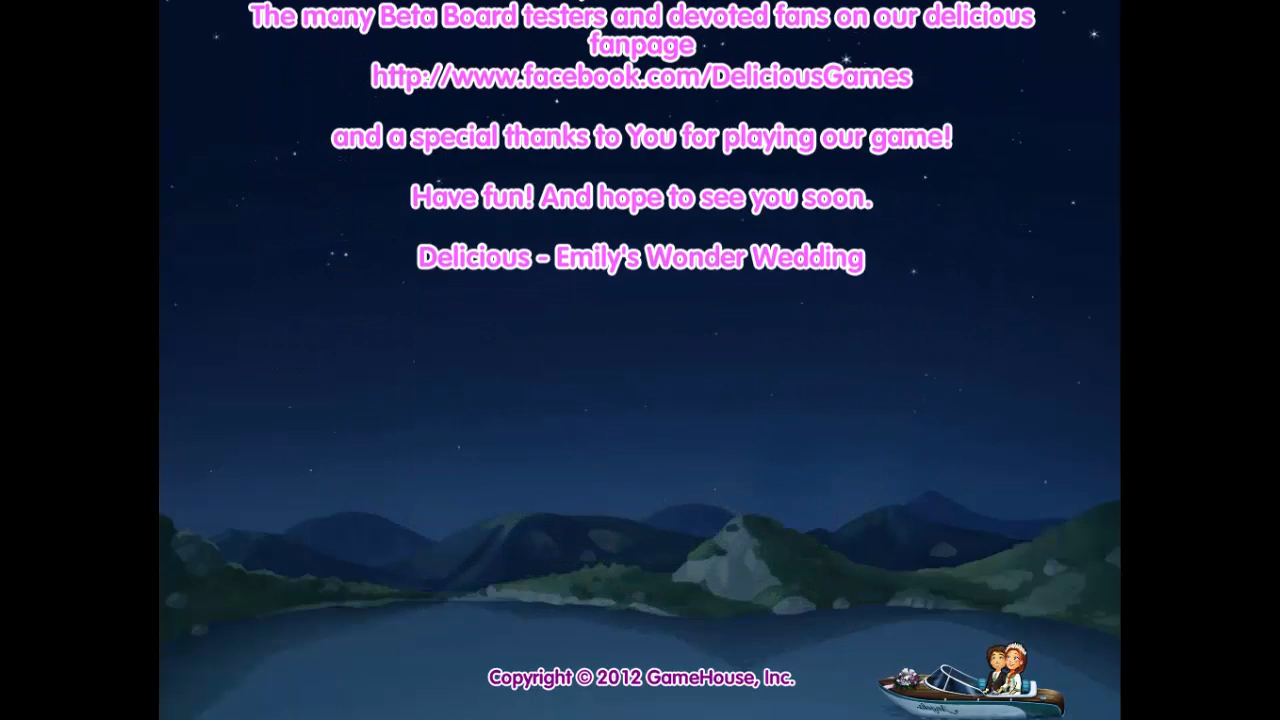 The many Beta Board testers and devoted fans on our delicious
fanpage
http://www.facebook.com/DeliciousGames
and a special thanks to You for playing our game!
Have fun! And hope to see you soon.
Delicious - Emily's Wonder Wedding
Copyright © 2012 GameHouse, Inc.